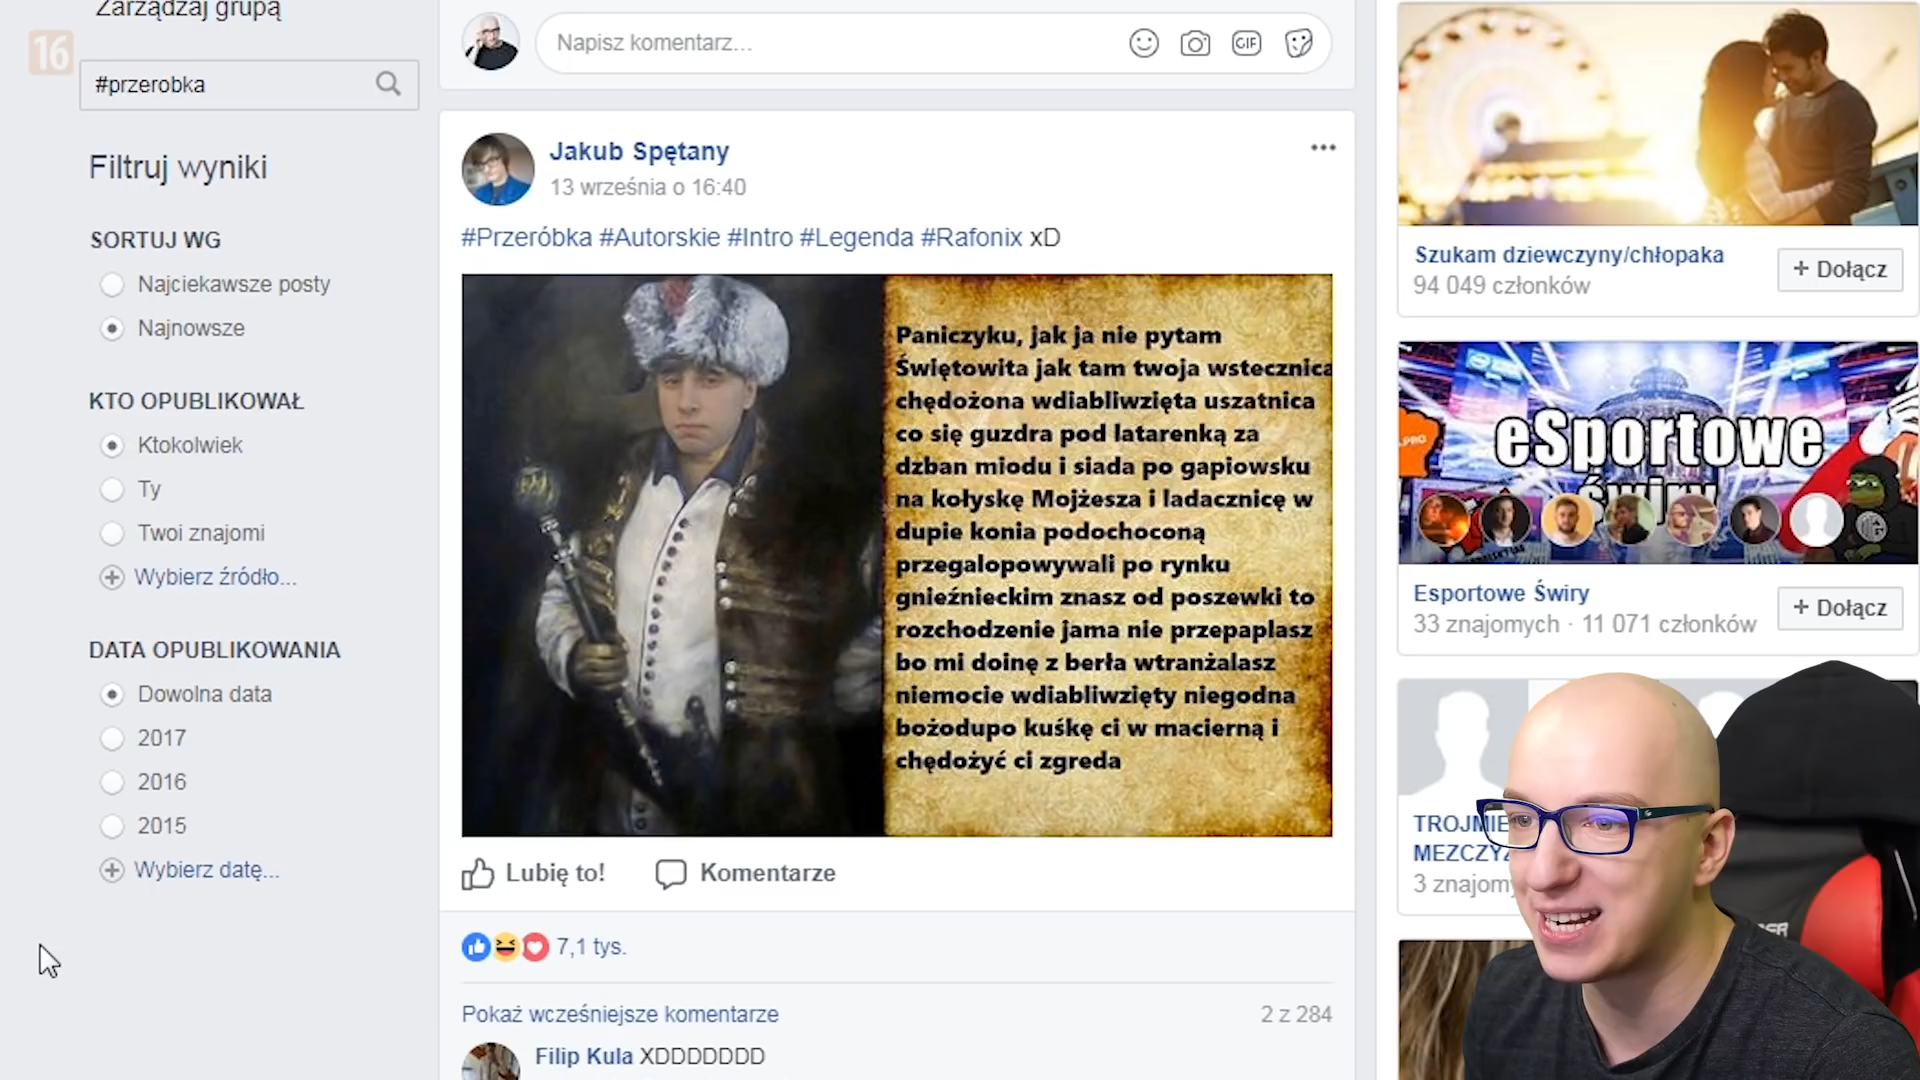 Zarządzaj grupą
16
#przerobka
Filtruj wyniki
SORTUJ WG
Najciekawsze posty
Najnowsze
KTO OPUBLIKOWAŁ
Ktokolwiek
Ty
Twoi znajomi
Wybierz źródło...
DATA OPUBLIKOWANIA
Dowolna data
2017
2016
2015
Wybierz datę...
Napisz komentarz...
GIF
Jakub Spętany
13 września o 16:40
#Przeróbka #Autorskie #Intro #Legenda #Rafonix xD
Paniczyku, jak ja nie pytam
Świętowita jak tam twoja wstecznica
chędożona wdiabliwzięta uszatnica
co się guzdra pod latarenką za
dzban miodu i siada po gapiowsku
na kołyskę Mojżesza i ladacznicę w
dupie konia podochoconą
przegalopowywali po rynku
gnieźnieckim znasz od poszewki to
rozchodzenie jama nie przepaplasz
bo mi doinę z berła wtranżalasz
niemocie wdiabliwzięty niegodna
bożodupo kuśkę ci w macierną i
chędożyć ci zgreda
Lubię to!
Komentarze
7,1 tys.
Pokaż wcześniejsze komentarze
2 z 284
Filip Kula XDDDDDDD
Szukam dziewczyny/chłopaka
94 049 członków
+ Dołącz
eSportowe
świry
Esportowe Świry
33 znajomych · 11 071 członków
+ Dołącz
TROJMIE
MEZCZYZ
3 znajomy